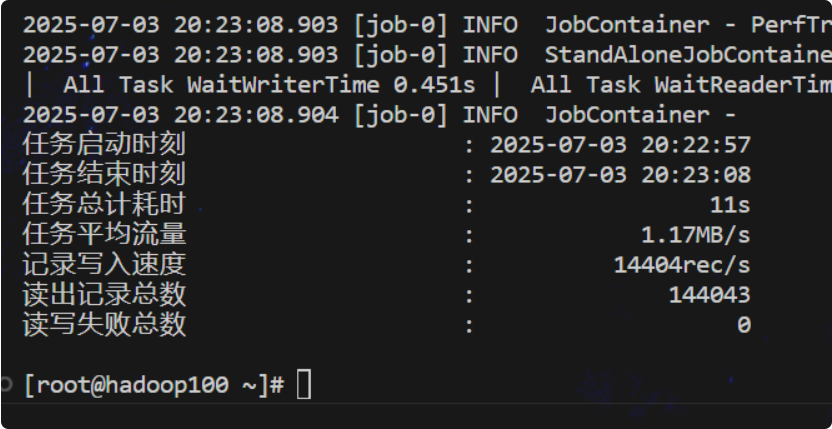 2025-07-03 20:23:08.903 [job-0] INFO  JobContainer - PerfTr
2025-07-03 20:23:08.903 [job-0] INFO  StandAloneJobContaine
|  All Task WaitWriterTime 0.451s |  All Task WaitReaderTim
2025-07-03 20:23:08.904 [job-0] INFO  JobContainer -
任务启动时刻                    : 2025-07-03 20:22:57
任务结束时刻                    : 2025-07-03 20:23:08
任务总计耗时                    :                 11s
任务平均流量                    :            1.17MB/s
记录写入速度                    :          14404rec/s
读出记录总数                    :              144043
读写失败总数                    :                   0
[root@hadoop100 ~]#